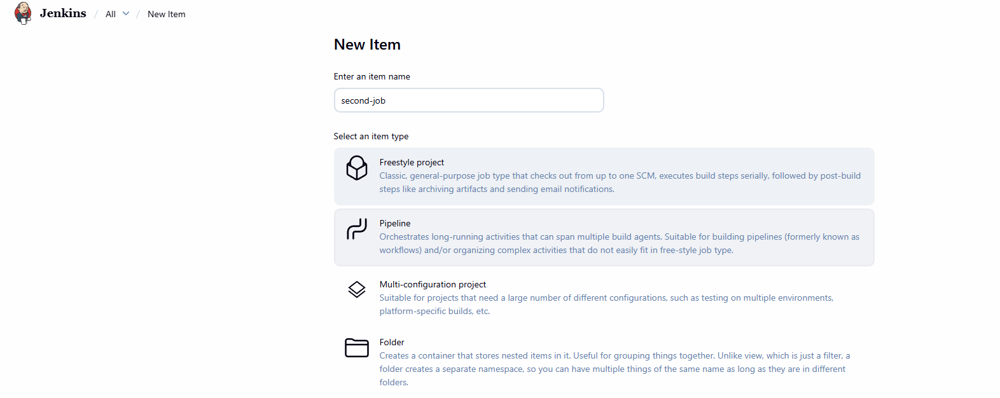 Jenkins / All / New Item
New Item
Enter an item name
second-job
Select an item type
Freestyle project
Classic, general-purpose job type that checks out from up to one SCM, executes build steps serially, followed by post-build
steps like archiving artifacts and sending email notifications.
Pipeline
Orchestrates long-running activities that can span multiple build agents. Suitable for building pipelines (formerly known as
workflows) and/or organizing complex activities that do not easily fit in free-style job type.
Multi-configuration project
Suitable for projects that need a large number of different configurations, such as testing on multiple environments,
platform-specific builds, etc.
Folder
Creates a container that stores nested items in it. Useful for grouping things together. Unlike view, which is just a filter, a
folder creates a separate namespace, so you can have multiple things of the same name as long as they are in different
folders.